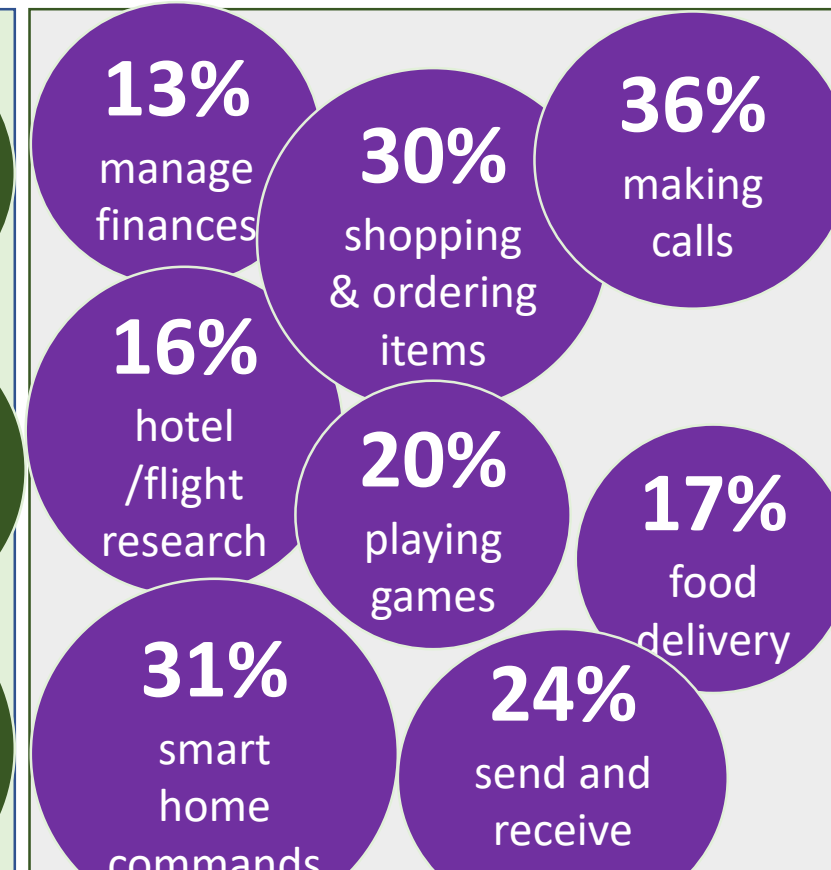 13%
manage
finances
30%
shopping
& ordering
items
36%
making
calls
16%
hotel
/flight
research
20%
playing
games
17%
food
delivery
31%
smart
home
commands
24%
send and
receive